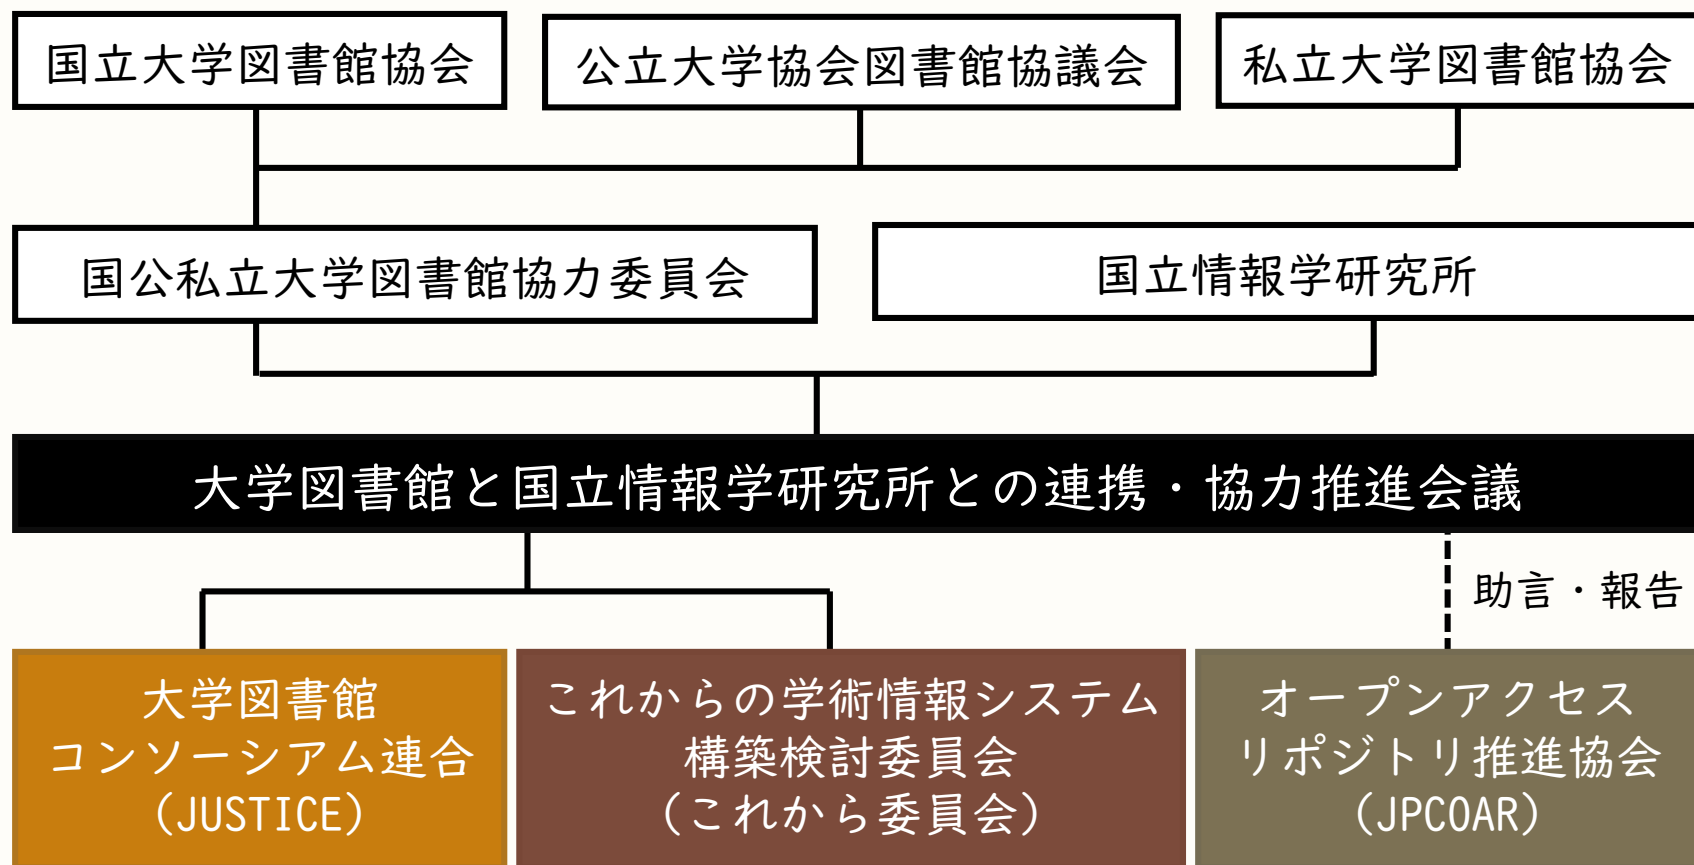 国立大学図書館協会
公立大学協会図書館協議会
私立大学図書館協会
国公私立大学図書館協力委員会
国立情報学研究所
大学図書館と国立情報学研究所との連携・協力推進会議
助言・報告
大学図書館
コンソーシアム連合
(JUSTICE)
これからの学術情報システム
構築検討委員会
(これから委員会)
オープンアクセス
リポジトリ推進協会
(JPCOAR)